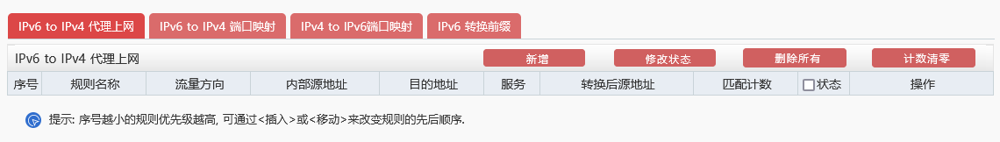 IPv6 to IPv4 代理上网 IPv6 to IPv4 端口映射 IPv4 to IPv6端口映射 IPv6 转换前缀
IPv6 to IPv4 代理上网 新增 修改状态 删除所有 计数清零
序号 规则名称 流量方向 内部源地址 目的地址 服务 转换后源地址 匹配计数 状态 操作
提示: 序号越小的规则优先级越高, 可通过<插入>或<移动>来改变规则的先后顺序.